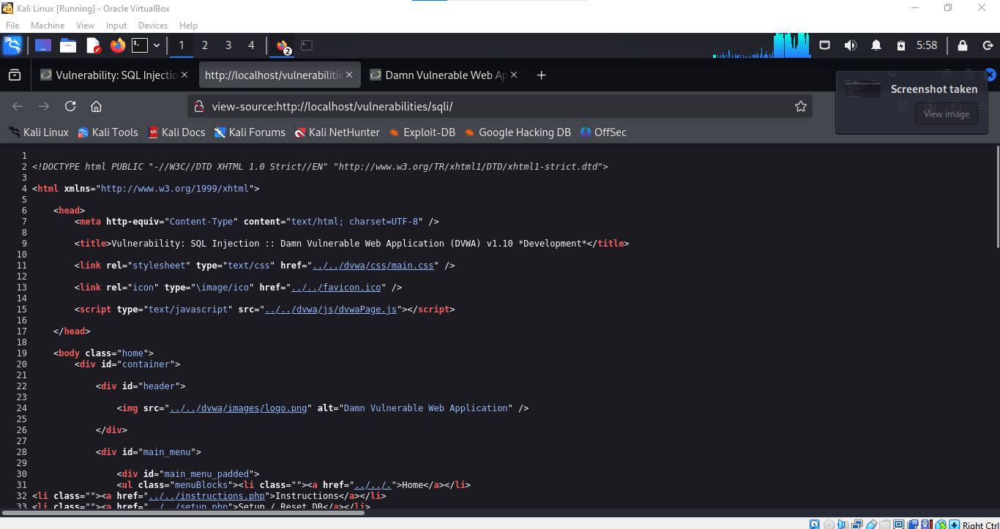 Kali Linux [Running] - Oracle VirtualBox
File Machine View Input Devices Help
1 2 3 4 2 5:58
Vulnerability: SQL Injectio http://localhost/vulnerabilitie Damn Vulnerable Web Ap
Screenshot taken
View image
view-source:http://localhost/vulnerabilities/sqli/
Kali Linux Kali Tools Kali Docs Kali Forums Kali NetHunter Exploit-DB Google Hacking DB OffSec
1
2 <!DOCTYPE html PUBLIC "-//W3C//DTD XHTML 1.0 Strict//EN" "http://www.w3.org/TR/xhtml1/DTD/xhtml1-strict.dtd">
3
4 <html xmlns="http://www.w3.org/1999/xhtml">
5
6 <head>
7 <meta http-equiv="Content-Type" content="text/html; charset=UTF-8" />
8
9 <title>Vulnerability: SQL Injection :: Damn Vulnerable Web Application (DVWA) v1.10 *Development*</title>
10
11 <link rel="stylesheet" type="text/css" href="../../dvwa/css/main.css" />
12
13 <link rel="icon" type="\image/ico" href="../../favicon.ico" />
14
15 <script type="text/javascript" src="../../dvwa/js/dvwaPage.js"></script>
16
17 </head>
18
19 <body class="home">
20 <div id="container">
21
22 <div id="header">
23
24 <img src="../../dvwa/images/logo.png" alt="Damn Vulnerable Web Application" />
25
26 </div>
27
28 <div id="main_menu">
29
30 <div id="main_menu_padded">
31 <ul class="menuBlocks"><li class=""><a href="../../.">Home</a></li>
32 <li class=""><a href="../../instructions.php">Instructions</a></li>
33 <li class=""><a href="../../setup.php">Setup / Reset DB</a></li>
Right Ctrl